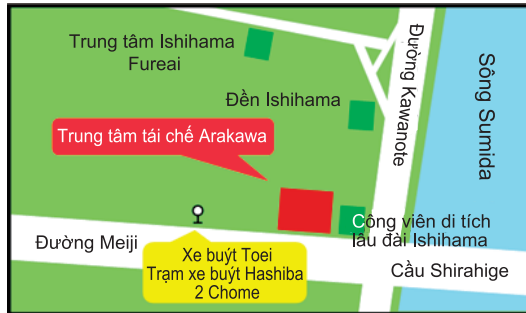 Trung tâm Ishihama
Fureai
Đền Ishihama
Đường Kawanote
Sông Sumida
Trung tâm tái chế Arakawa
Công viên di tích
lâu đài Ishihama
Đường Meiji
Xe buýt Toei
Trạm xe buýt Hashiba
2 Chome
Cầu Shirahige